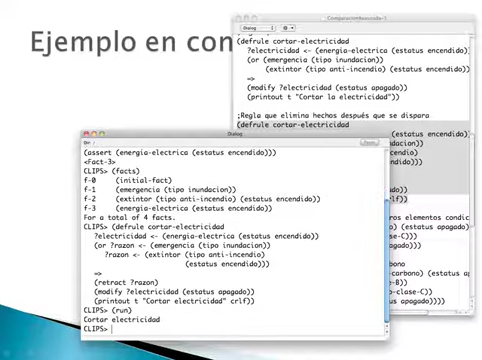 Ejemplo en con
Dialog
(defrule cortar-electricidad
?electricidad <- (energia-electrica (estatus encendido))
(or (emergencia (tipo inundacion))
(extintor (tipo anti-incendio) (estatus encendido))
=>
(modify ?electricidad (estatus apagado))
(printout t "Cortar la electricidad"))
;Regla que elimina hechos después que se dispara
(defrule cortar-electricidad
(estatus encendido))
Dialog
Dir: /
Pause
(assert (energia-electrica (estatus encendido)))
<Fact-3>
CLIPS> (facts)
f-0 (initial-fact)
f-1 (emergencia (tipo inundacion))
f-2 (extintor (tipo anti-incendio) (estatus encendido))
f-3 (energia-electrica (estatus encendido))
For a total of 4 facts.
CLIPS> (defrule cortar-electricidad
?electricidad <- (energia-electrica (estatus encendido))
(or ?razon <- (emergencia (tipo inundacion))
?razon <- (extintor (tipo anti-incendio)
(estatus encendido)))
=>
(retract ?razon)
(modify ?electricidad (estatus apagado))
(printout t "Cortar electricidad" crlf))
CLIPS> (run)
Cortar electricidad
CLIPS>